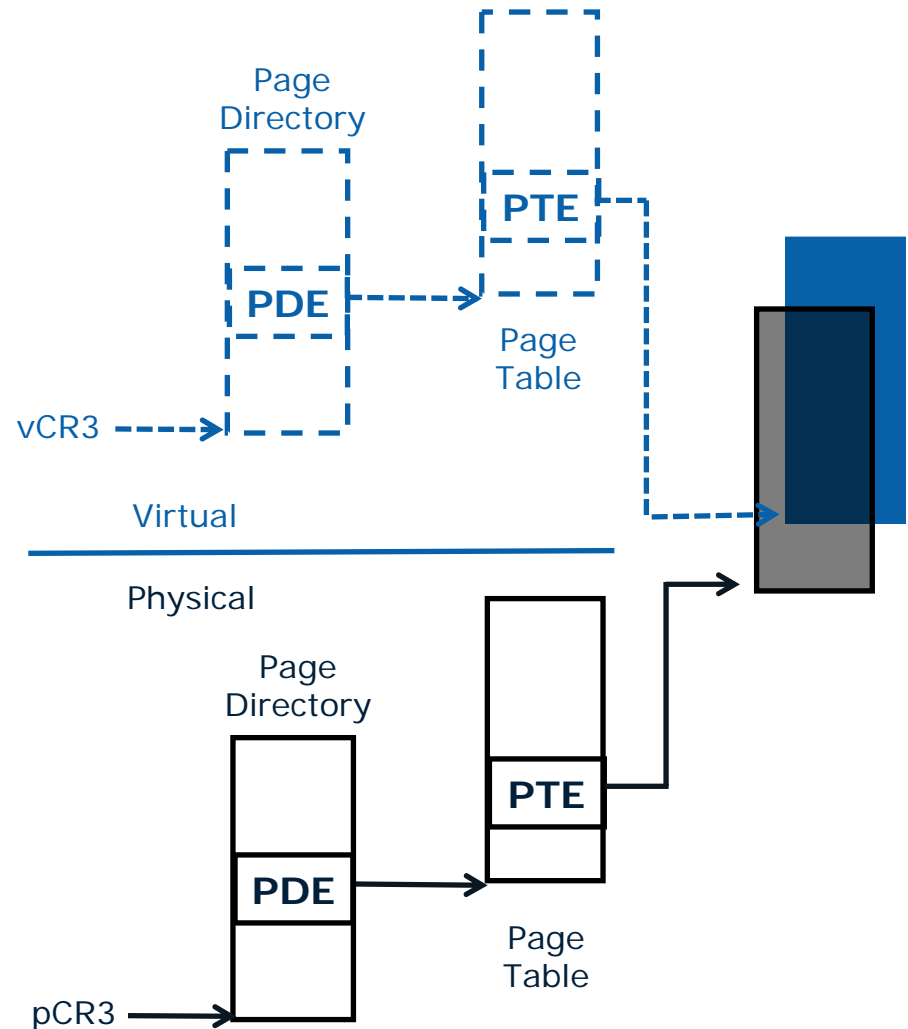 Page
Directory
PTE
PDE
Page
Table
vCR3
Virtual
Physical
Page
Directory
PTE
PDE
Page
Table
pCR3